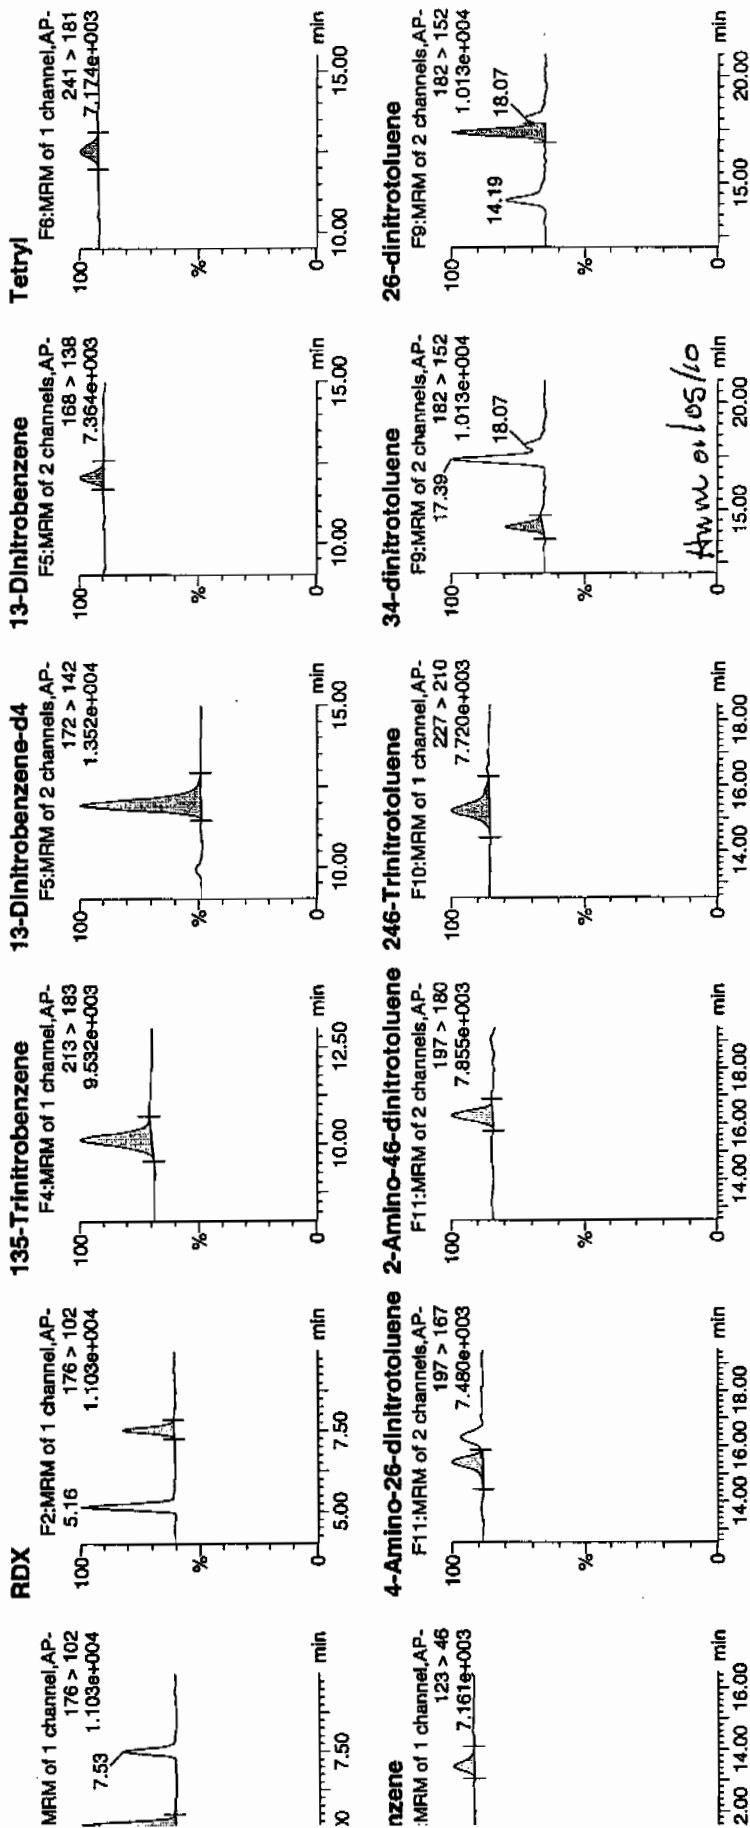 MRM of 1 channel,AP-
176 > 102
1.103e+004
7.53
7.50
min
RDX
F2:MRM of 1 channel,AP-
176 > 102
1.103e+004
5.16
100
%
0
5.00
7.50
min
135-Trinitrobenzene
F4:MRM of 1 channel,AP-
213 > 183
9.532e+003
100
%
0
10.00
12.50
min
13-Dinitrobenzene-d4
F5:MRM of 2 channels,AP-
172 > 142
1.352e+004
100
%
0
10.00
15.00
min
13-Dinitrobenzene
F5:MRM of 2 channels,AP-
168 > 138
7.364e+003
100
%
0
10.00
15.00
min
Tetryl
F6:MRM of 1 channel,AP-
241 > 181
7.174e+003
100
%
0
10.00
15.00
min
nzene
:MRM of 1 channel,AP-
123 > 46
7.161e+003
2.00
14.00
16.00
min
4-Amino-26-dinitrotoluene
F11:MRM of 2 channels,AP-
197 > 167
7.480e+003
100
%
0
14.00
16.00
18.00
min
2-Amino-46-dinitrotoluene
F11:MRM of 2 channels,AP-
197 > 180
7.855e+003
100
%
0
14.00
16.00
18.00
min
246-Trinitrotoluene
F10:MRM of 1 channel,AP-
227 > 210
7.720e+003
100
%
0
14.00
16.00
18.00
min
34-dinitrotoluene
F9:MRM of 2 channels,AP-
182 > 152
1.013e+004
17.39
18.07
100
%
0
15.00
20.00
min
01/05/10
26-dinitrotoluene
F9:MRM of 2 channels,AP-
182 > 152
1.013e+004
14.19
18.07
100
%
0
15.00
20.00
min